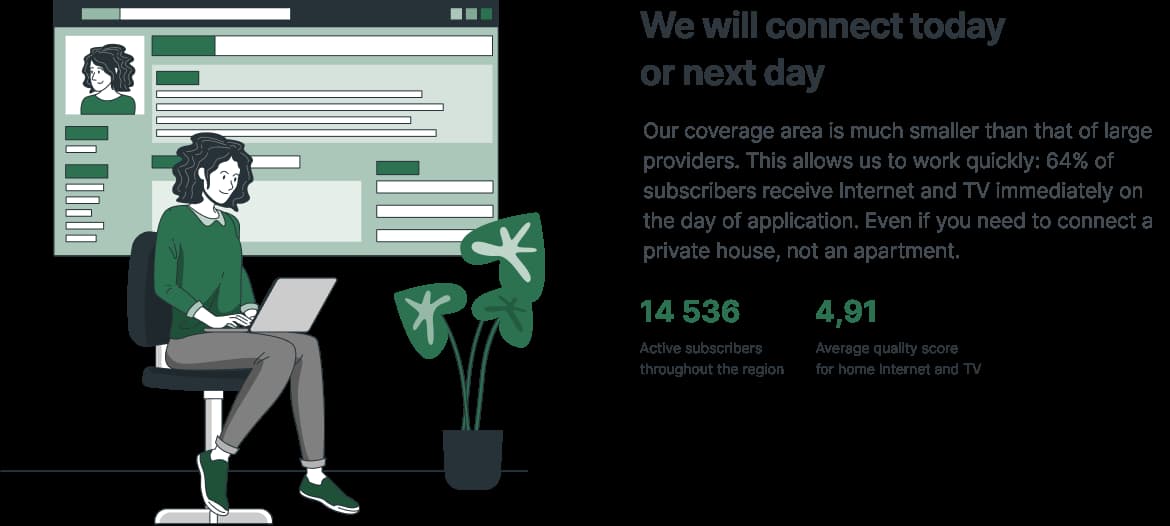 We will connect today
or next day
Our coverage area is much smaller than that of large
providers. This allows us to work quickly: 64% of
subscribers receive Internet and TV immediately on
the day of application. Even if you need to connect a
private house, not an apartment.
14 536
Active subscribers
throughout the region
4,91
Average quality score
for home Internet and TV